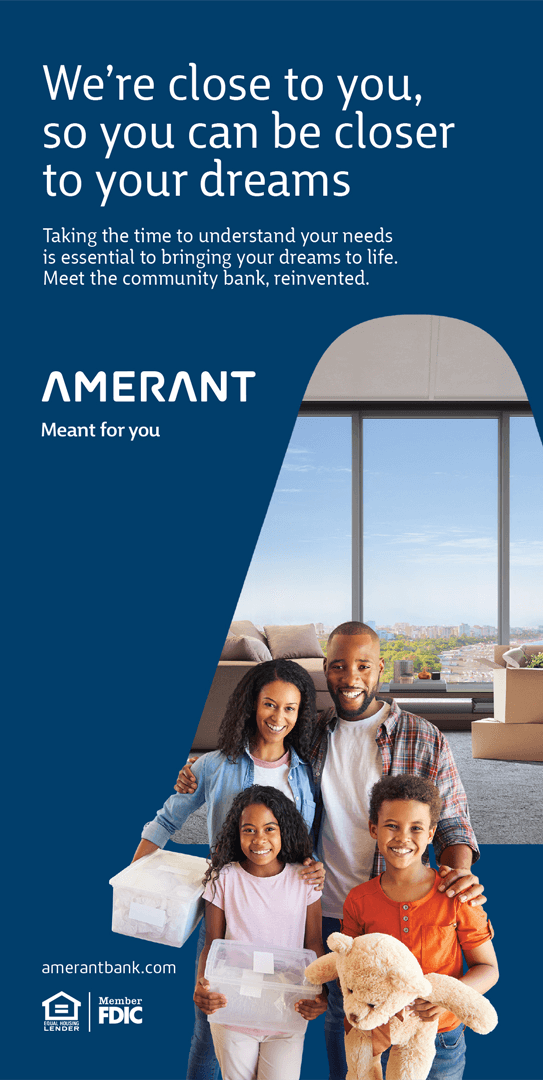 We're close to you,
so you can be closer
to your dreams
Taking the time to understand your needs
is essential to bringing your dreams to life.
Meet the community bank, reinvented.
AMERANT
Meant for you
amerantbank.com
EQUAL HOUSING
LENDER
Member
FDIC